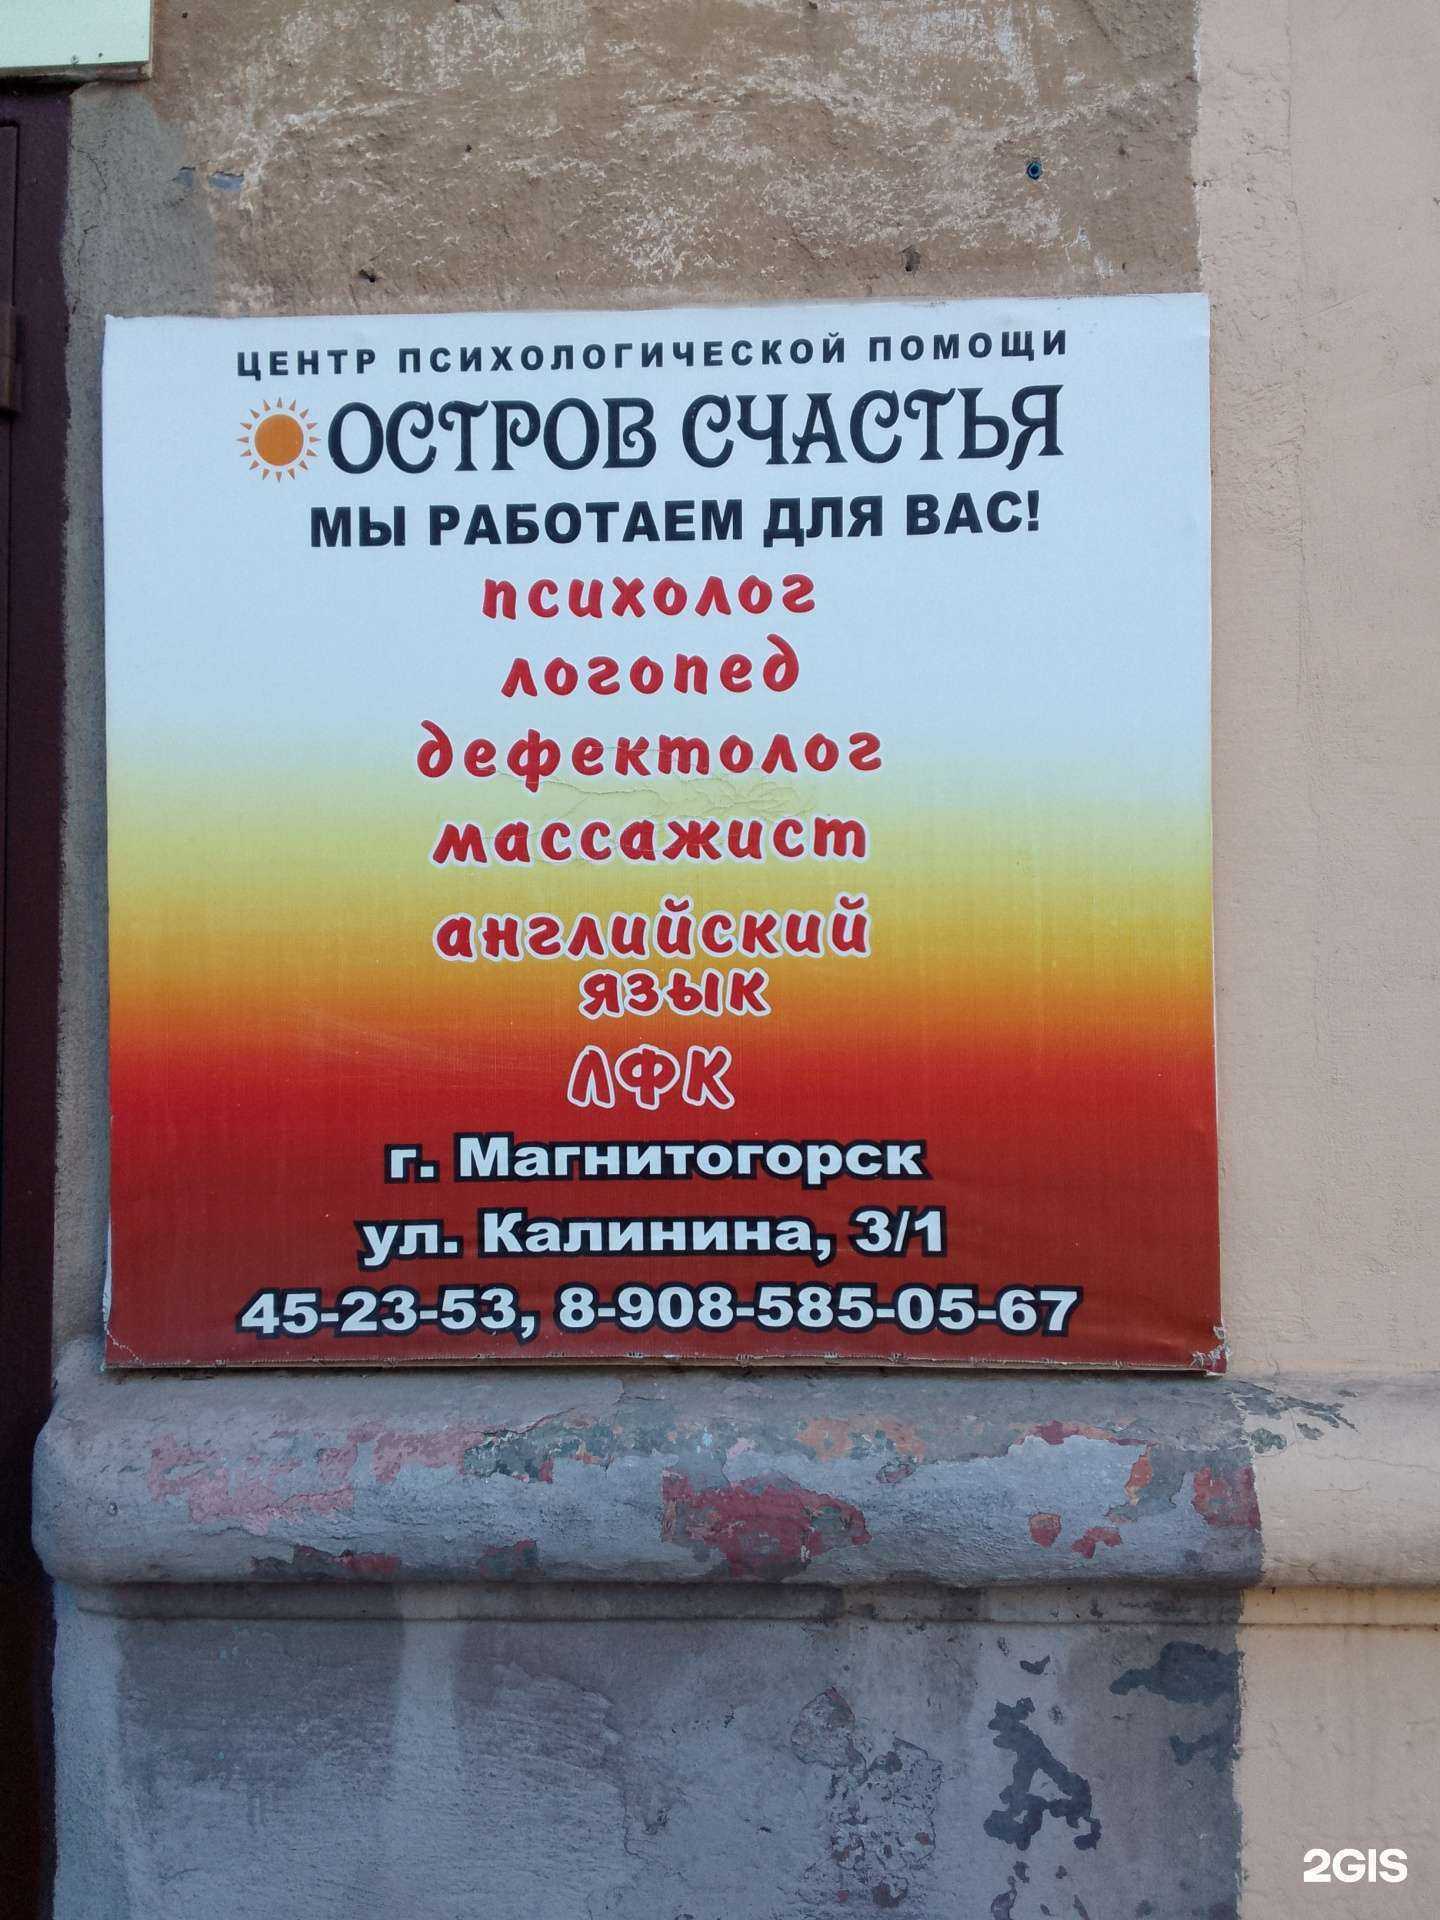 ЦЕНТР ПСИХОЛОГИЧЕСКОЙ ПОМОЩИ
ОСТРОВ СЧАСТЬЯ
МЫ РАБОТАЕМ ДЛЯ ВАС!
психолог
логопед
дефектолог
массажист
английский
язык
ЛФК
г. Магнитогорск
ул. Калинина, 3/1
45-23-53, 8-908-585-05-67
2GIS